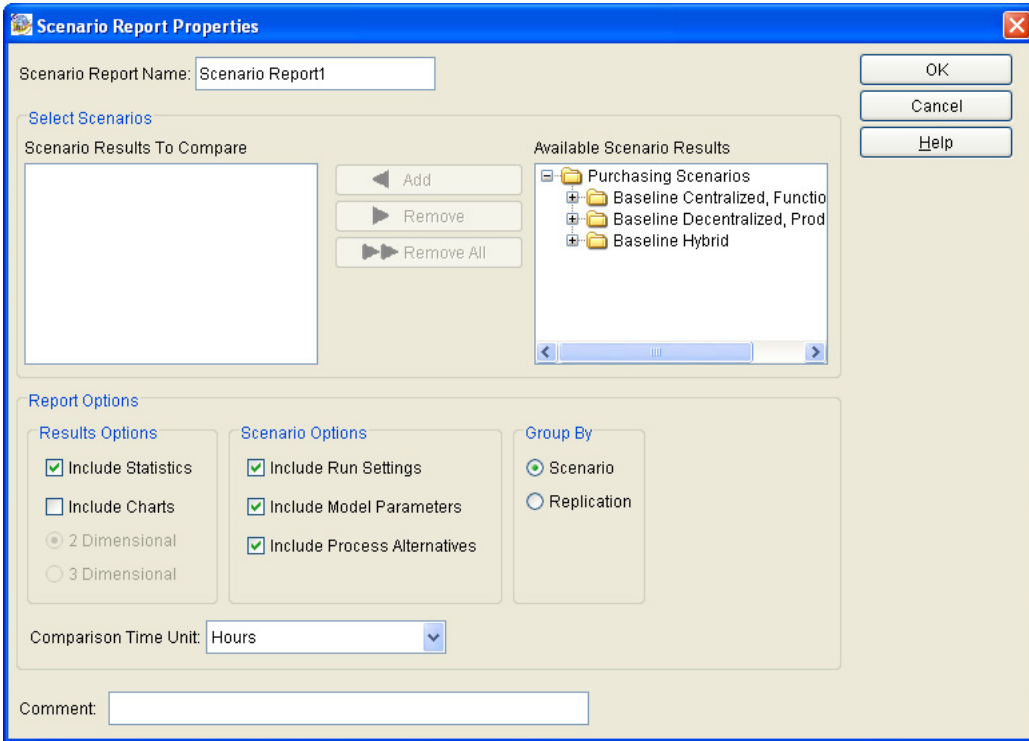 Scenario Report Properties
Scenario Report Name: Scenario Report1
OK
Cancel
Help
Select Scenarios
Scenario Results To Compare
Add
Remove
Remove All
Available Scenario Results
Purchasing Scenarios
Baseline Centralized, Functio
Baseline Decentralized, Prod
Baseline Hybrid
Report Options
Results Options
Include Statistics
Include Charts
2 Dimensional
3 Dimensional
Scenario Options
Include Run Settings
Include Model Parameters
Include Process Alternatives
Group By
Scenario
Replication
Comparison Time Unit: Hours
Comment: